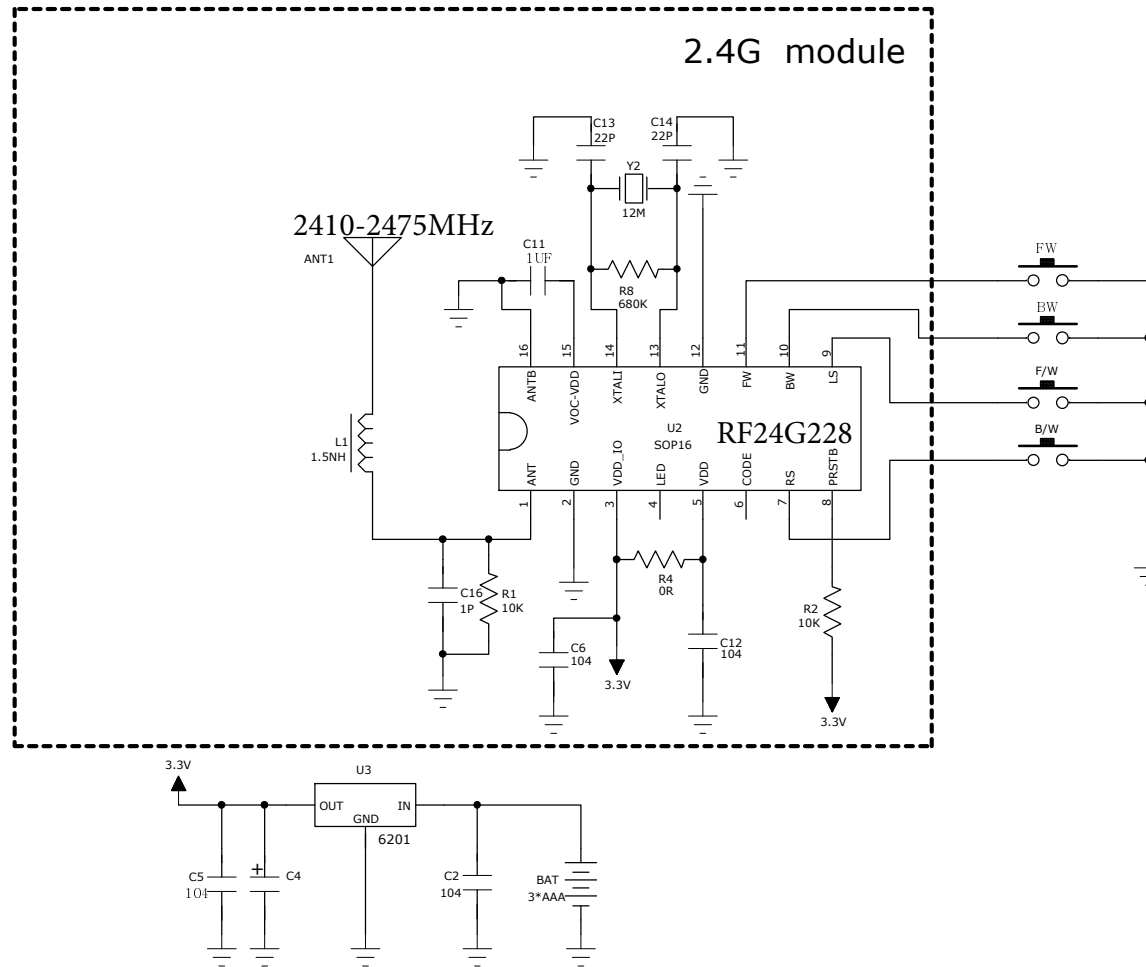 2.4G module
C13
22P
C14
22P
Y2
12M
2410-2475MHz
ANT1
C11
1UF
R8
680K
FW
BW
F/W
B/W
16
15
14
13
12
11
10
9
ANTB
VOC-VDD
XTALI
XTALO
GND
FW
BW
LS
U2
SOP16
RF24G228
ANT
GND
VDD_IO
LED
VDD
CODE
RS
PRSTB
1
2
3
4
5
6
7
8
L1
1.5NH
C16
1P
R1
10K
R4
0R
R2
10K
C6
104
C12
104
3.3V
3.3V
3.3V
U3
OUT
IN
GND
6201
C5
104
+
C4
C2
104
BAT
3*AAA